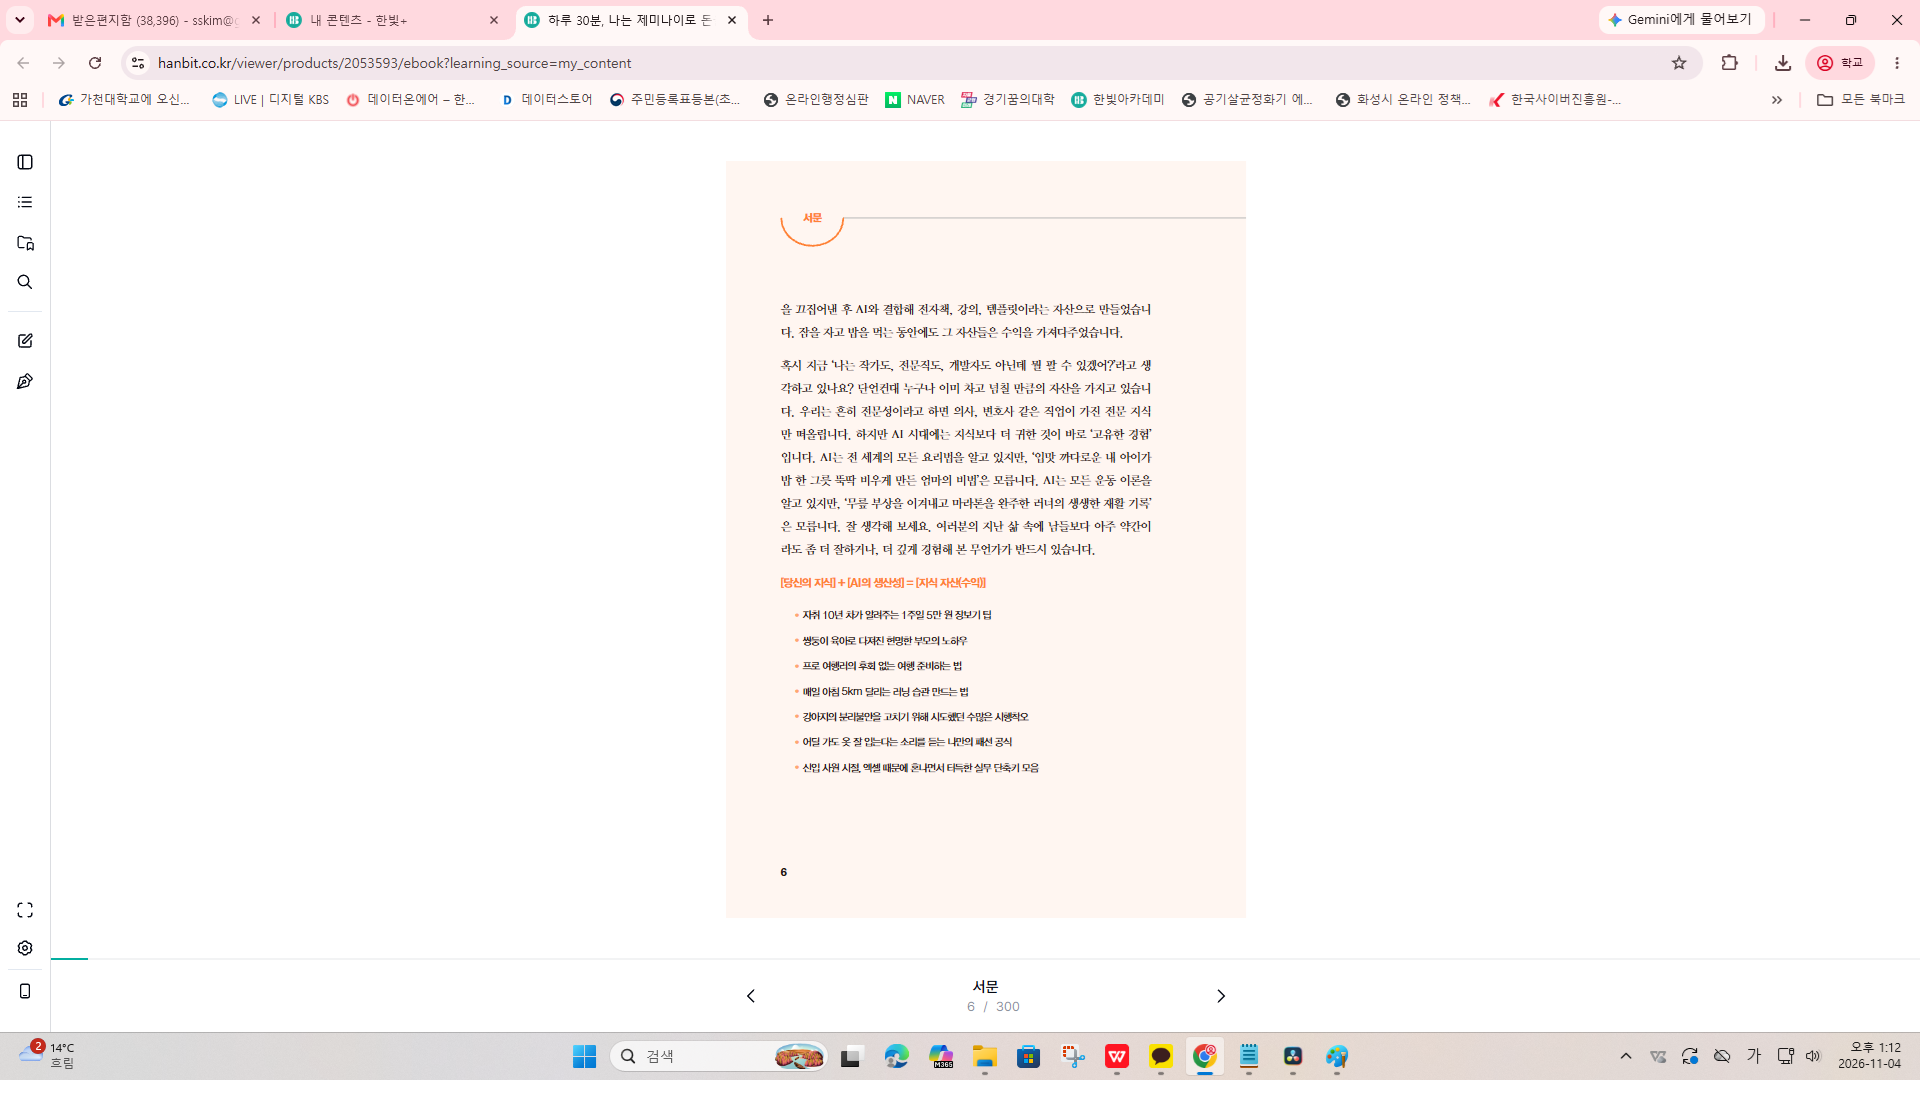 받은편지함 (38,396) - sskim@g
내 콘텐츠 - 한빛+
하루 30분, 나는 제미나이로 돈
Gemini에게 물어보기
hanbit.co.kr/viewer/products/2053593/ebook?learning_source=my_content
학교
가천대학교에 오신...
LIVE | 디지털 KBS
데이터온에어 – 한...
데이터스토어
주민등록표등본(초...
온라인행정심판
NAVER
경기꿈의대학
한빛아카데미
공기살균정화기 에...
화성시 온라인 정책...
한국사이버진흥원-...
모든 북마크
서문
을 끄집어낸 후 AI와 결합해 전자책, 강의, 템플릿이라는 자산으로 만들었습니
다. 잠을 자고 밥을 먹는 동안에도 그 자산들은 수익을 가져다주었습니다.
혹시 지금 ‘나는 작가도, 전문직도, 개발자도 아닌데 뭘 팔 수 있겠어?’라고 생
각하고 있나요? 단언컨대 누구나 이미 차고 넘칠 만큼의 자산을 가지고 있습니
다. 우리는 흔히 전문성이라고 하면 의사, 변호사 같은 직업이 가진 전문 지식
만 떠올립니다. 하지만 AI 시대에는 지식보다 더 귀한 것이 바로 ‘고유한 경험’
입니다. AI는 전 세계의 모든 요리법을 알고 있지만, ‘입맛 까다로운 내 아이가
밥 한 그릇 뚝딱 비우게 만든 엄마의 비법’은 모릅니다. AI는 모든 운동 이론을
알고 있지만, ‘무릎 부상을 이겨내고 마라톤을 완주한 러너의 생생한 재활 기록’
은 모릅니다. 잘 생각해 보세요. 여러분의 지난 삶 속에 남들보다 아주 약간이
라도 좀 더 잘하거나, 더 깊게 경험해 본 무언가가 반드시 있습니다.
[당신의 지식] + [AI의 생산성] = [지식 자산(수익)]
• 자취 10년 차가 알려주는 1주일 5만 원 장보기 팁
• 쌍둥이 육아로 다져진 현명한 부모의 노하우
• 프로 여행러의 후회 없는 여행 준비하는 법
• 매일 아침 5km 달리는 러닝 습관 만드는 법
• 강아지의 분리불안을 고치기 위해 시도했던 수많은 시행착오
• 어딜 가도 옷 잘 입는다는 소리를 듣는 나만의 패션 공식
• 신입 사원 시절, 엑셀 때문에 혼나면서 터득한 실무 단축키 모음
6
서문
6 / 300
2
14°C
흐림
검색
M365
가
오후 1:12
2026-11-04